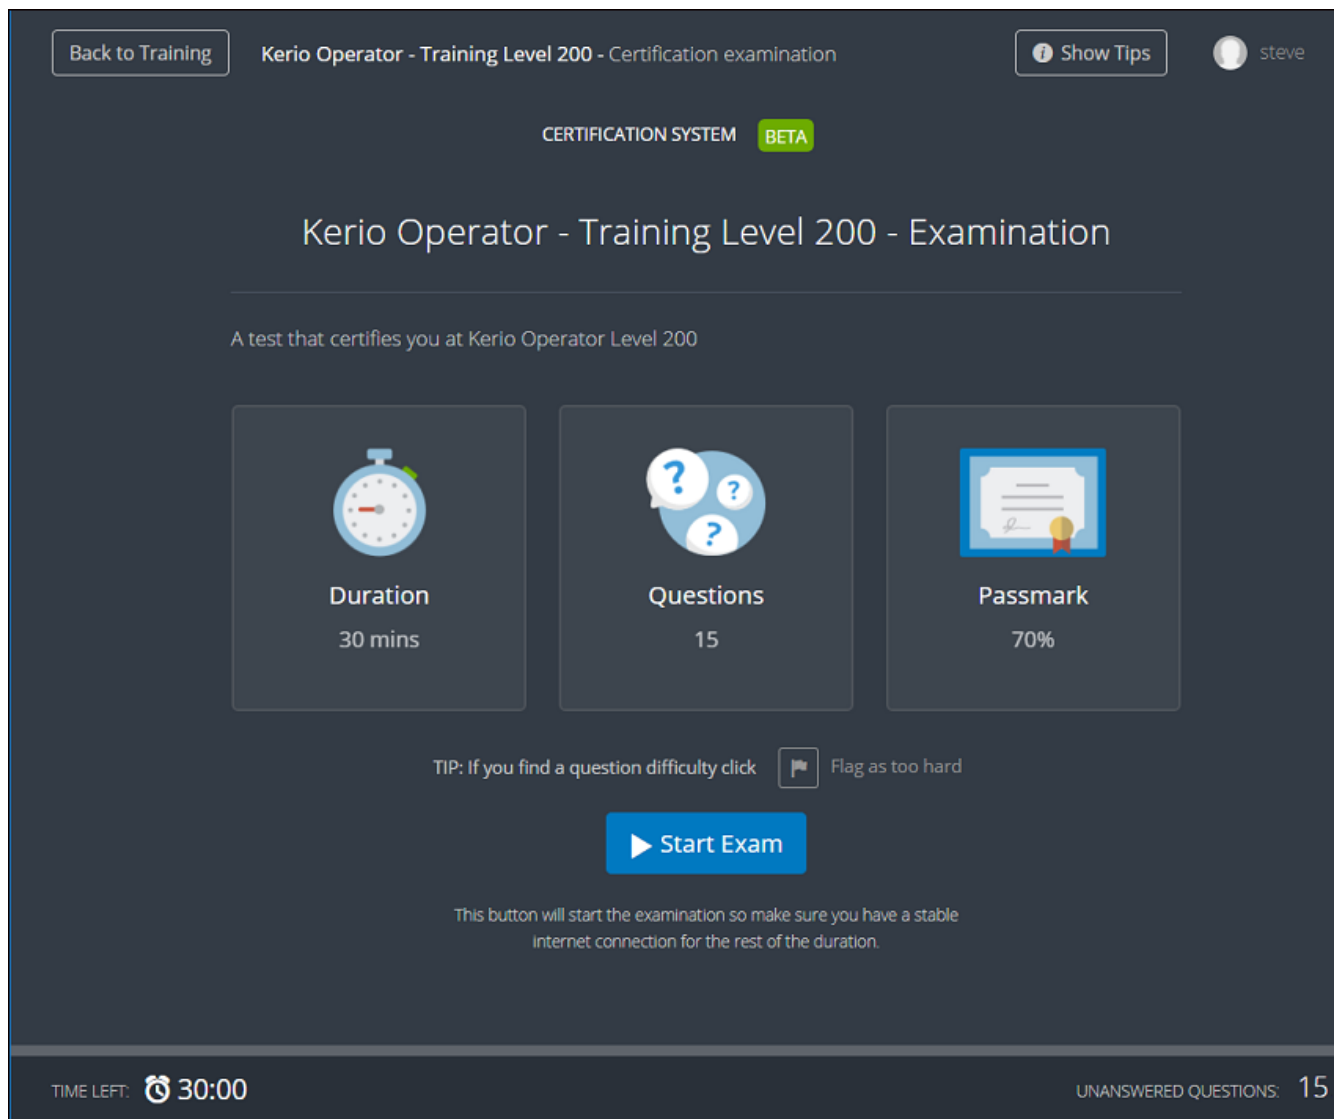 Back to Training
Kerio Operator - Training Level 200 - Certification examination
Show Tips
steve
CERTIFICATION SYSTEM BETA
Kerio Operator - Training Level 200 - Examination
A test that certifies you at Kerio Operator Level 200
Duration
30 mins
Questions
15
Passmark
70%
TIP: If you find a question difficulty click
Flag as too hard
Start Exam
This button will start the examination so make sure you have a stable
internet connection for the rest of the duration.
TIME LEFT: 30:00
UNANSWERED QUESTIONS: 15